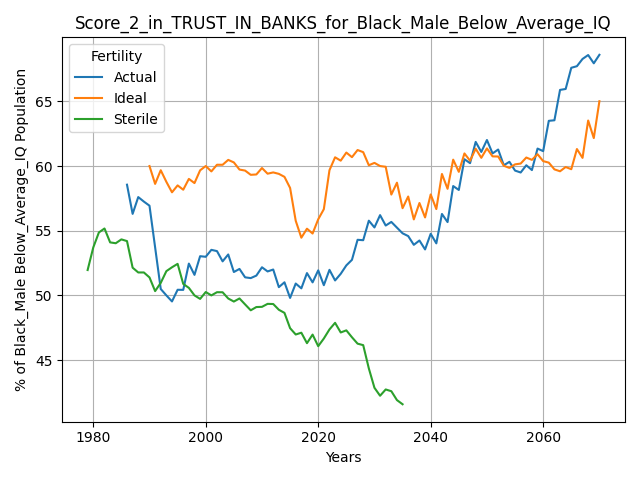 Score_2_in_TRUST_IN_BANKS_for_Black_Male_Below_Average_IQ
Fertility
Actual
Ideal
Sterile
% of Black_Male Below_Average_IQ Population
65
60
55
50
45
1980
2000
2020
2040
2060
Years